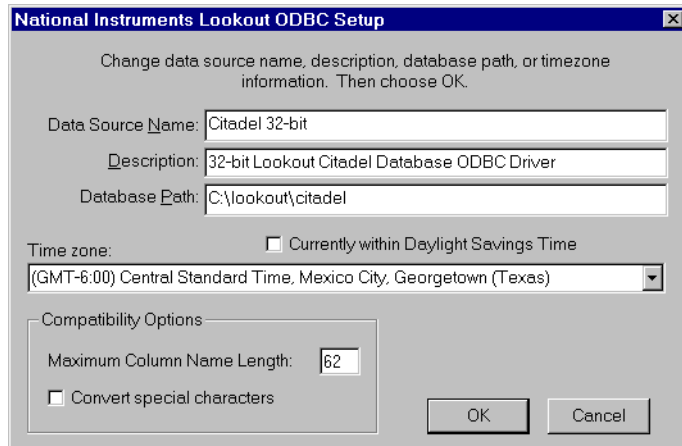 National Instruments Lookout ODBC Setup
Change data source name, description, database path, or timezone
information. Then choose OK.
Data Source Name: Citadel 32-bit
Description: 32-bit Lookout Citadel Database ODBC Driver
Database Path: C:\lookout\citadel
Time zone: Currently within Daylight Savings Time
(GMT-6:00) Central Standard Time, Mexico City, Georgetown (Texas)
Compatibility Options
Maximum Column Name Length: 62
Convert special characters
OK Cancel